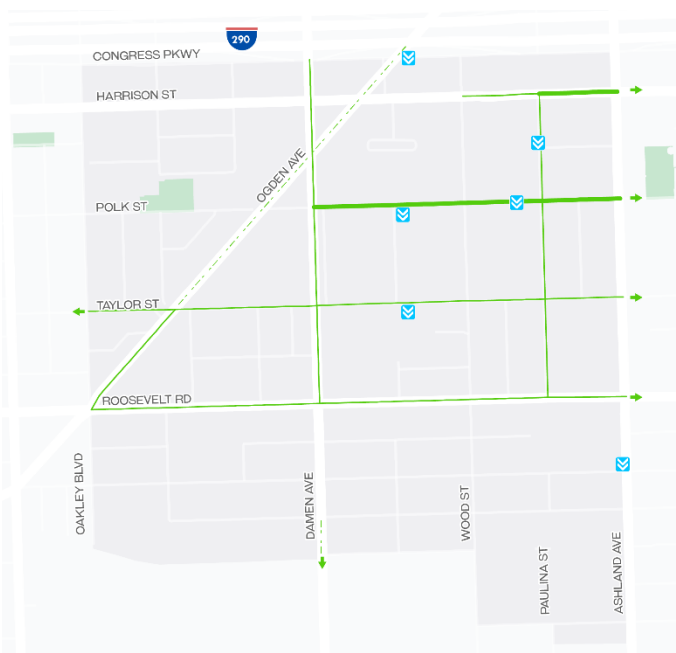 290
CONGRESS PKWY
HARRISON ST
OGDEN AVE
POLK ST
TAYLOR ST
ROOSEVELT RD
OAKLEY BLVD
DAMEN AVE
WOOD ST
PAULINA ST
ASHLAND AVE